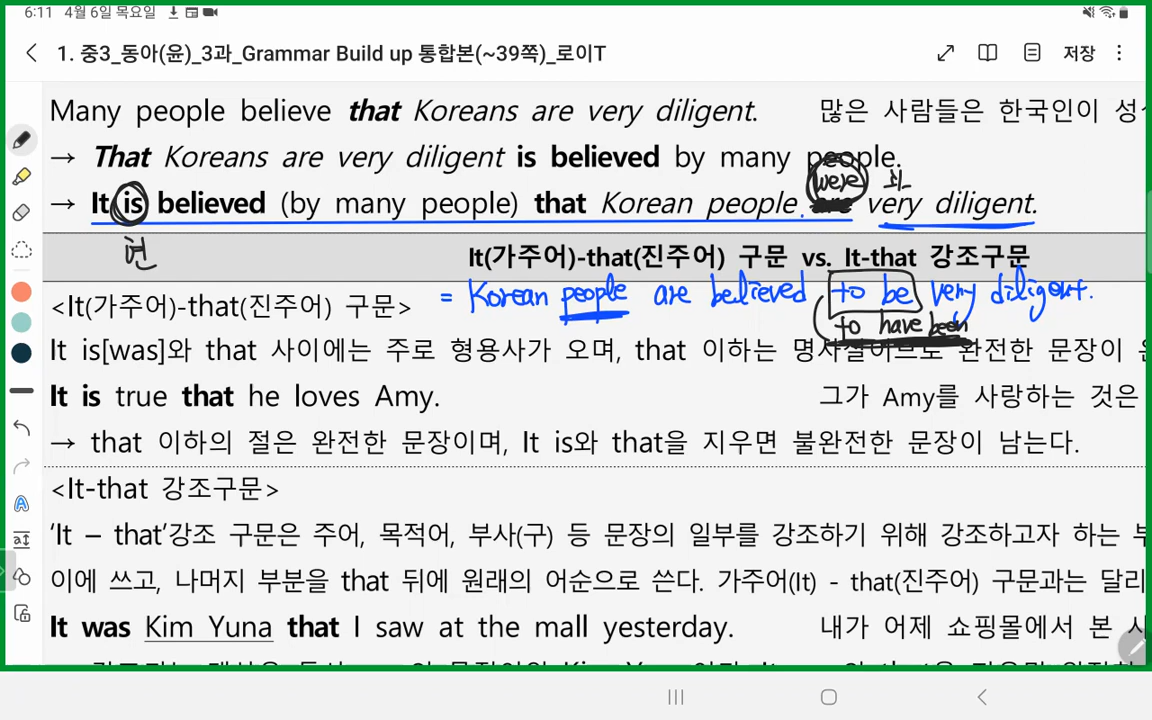 6:11 4월 6일 목요일
1. 중3_동아(윤)_3과_Grammar Build up 통합본(~39쪽)_로이T 저장
Many people believe that Koreans are very diligent. 많은 사람들은 한국인이 성
→ That Koreans are very diligent is believed by many people.
were 과
→ It is believed (by many people) that Korean people are very diligent.
현
It(가주어)-that(진주어) 구문 vs. It-that 강조구문
= Korean people are believed to be very diligent.
<It(가주어)-that(진주어) 구문>
to have been
It is[was]와 that 사이에는 주로 형용사가 오며, that 이하는 명사절이므로 완전한 문장이
It is true that he loves Amy. 그가 Amy를 사랑하는 것은
→ that 이하의 절은 완전한 문장이며, It is와 that을 지우면 불완전한 문장이 남는다.
<It-that 강조구문>
‘It – that’강조 구문은 주어, 목적어, 부사(구) 등 문장의 일부를 강조하기 위해 강조하고자 하는
이에 쓰고, 나머지 부분을 that 뒤에 원래의 어순으로 쓴다. 가주어(It) - that(진주어) 구문과는 달리
It was Kim Yuna that I saw at the mall yesterday. 내가 어제 쇼핑몰에서 본